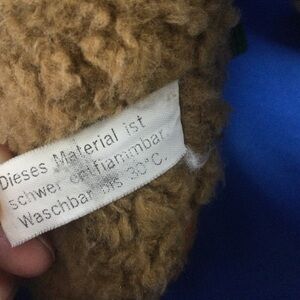 Dieses Material ist
schwer entflammbar.
Waschbar bis 30°C.